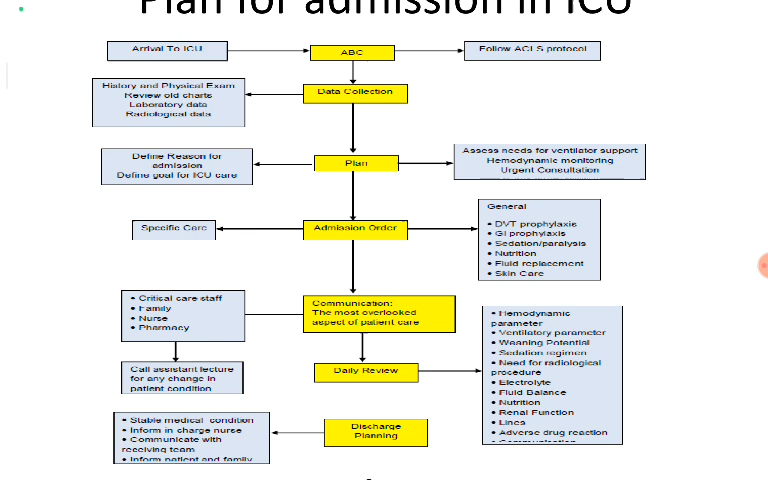 Plan for admission in ICU
Arrival To ICU
ABC
Follow ACLS protocol
Data Collection
History and Physical Exam
Review old charts
Laboratory data
Radiological data
Plan
Define Reason for
admission
Define goal for ICU care
Assess needs for ventilator support
Hemodynamic monitoring
Urgent Consultation
Admission Order
Specific Care
General
• DVT prophylaxis
• GI prophylaxis
• Sedation/paralysis
• Nutrition
• Fluid replacement
• Skin Care
Communication:
The most overlooked
aspect of patient care
• Critical care staff
• Family
• Nurse
• Pharmacy
Call assistant lecture
for any change in
patient condition
Daily Review
• Hemodynamic
parameter
• Ventilatory parameter
• Weaning Potential
• Sedation regimen
• Need for radiological
procedure
• Electrolyte
• Fluid Balance
• Nutrition
• Renal Function
• Lines
• Adverse drug reaction
Discharge
Planning
• Stable medical condition
• Inform in charge nurse
• Communicate with
receiving team
• Inform patient and family